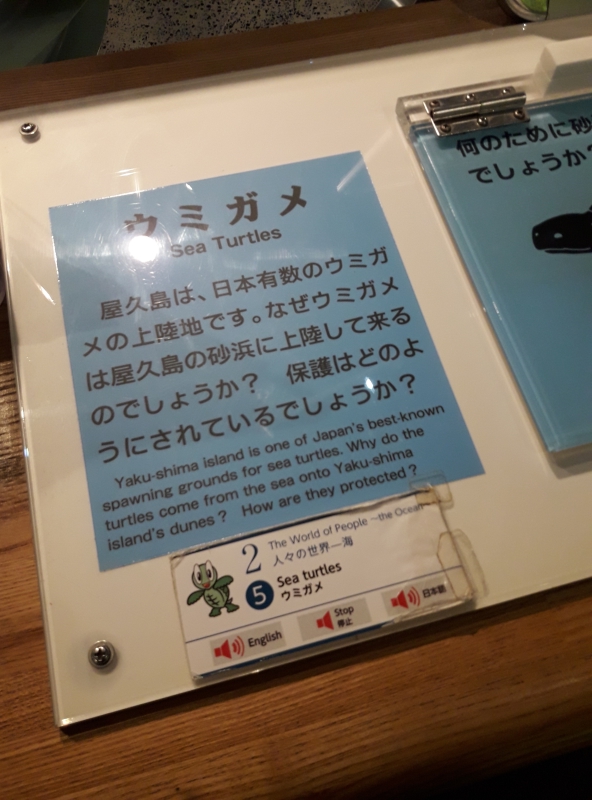 ウミガメ
Sea Turtles
屋久島は、日本有数のウミガ
メの上陸地です。なぜウミガメ
は屋久島の砂浜に上陸して来る
のでしょうか？ 保護はどのよ
うにされているでしょうか？
Yaku-shima island is one of Japan's best-known
spawning grounds for sea turtles. Why do the
turtles come from the sea onto Yaku-shima
island's dunes? How are they protected?
2 The World of People ~the Ocean
人々の世界―海
5 Sea turtles
ウミガメ
English
Stop
停止
日本語
何のために砂
でしょうか?